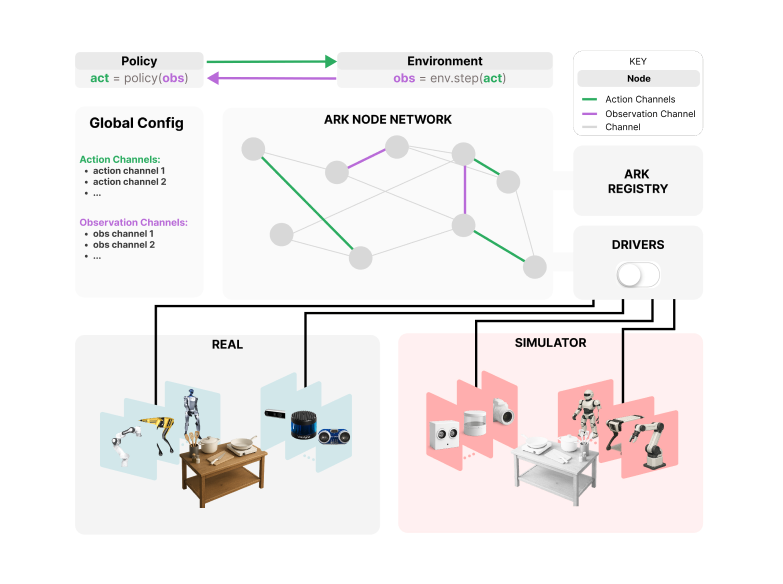 Policy
act = policy(obs)
Environment
obs = env.step(act)
KEY
Node
Action Channels
Observation Channel
Channel
Global Config
Action Channels:
• action channel 1
• action channel 2
• ...
Observation Channels:
• obs channel 1
• obs channel 2
• ...
ARK NODE NETWORK
ARK
REGISTRY
DRIVERS
REAL
SIMULATOR